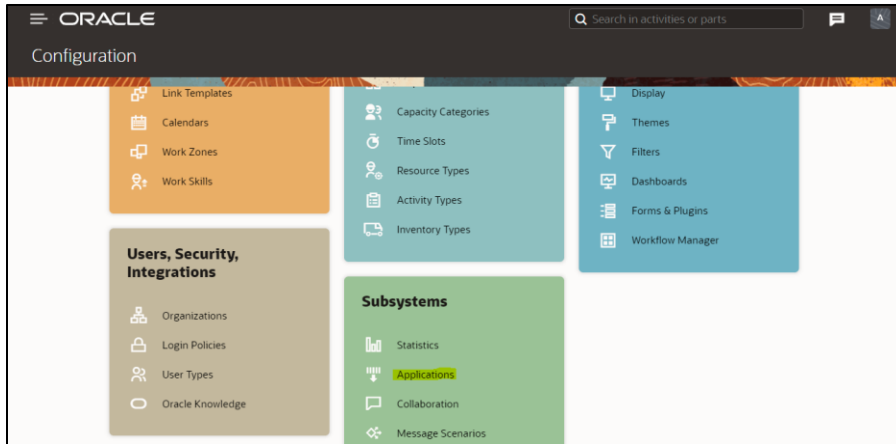 ORACLE
Search in activities or parts
A
Configuration
Link Templates
Calendars
Work Zones
Work Skills
Users, Security,
Integrations
Organizations
Login Policies
User Types
Oracle Knowledge
Capacity Categories
Time Slots
Resource Types
Activity Types
Inventory Types
Subsystems
Statistics
Applications
Collaboration
Message Scenarios
Display
Themes
Filters
Dashboards
Forms & Plugins
Workflow Manager